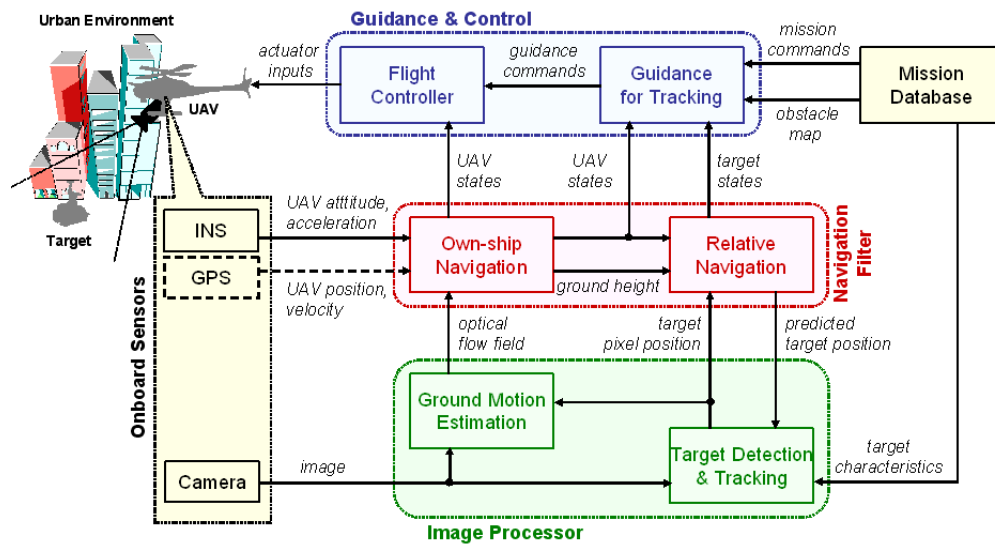 Urban Environment
UAV
Target
Guidance & Control
actuator
inputs
Flight
Controller
guidance
commands
Guidance
for Tracking
mission
commands
obstacle
map
Mission
Database
UAV
states
UAV
states
target
states
Onboard Sensors
INS
GPS
Camera
UAV atttitude,
acceleration
UAV position,
velocity
Own-ship
Navigation
ground height
Relative
Navigation
Navigation
Filter
optical
flow field
target
pixel position
predicted
target position
Ground Motion
Estimation
Target Detection
& Tracking
image
target
characteristics
Image Processor